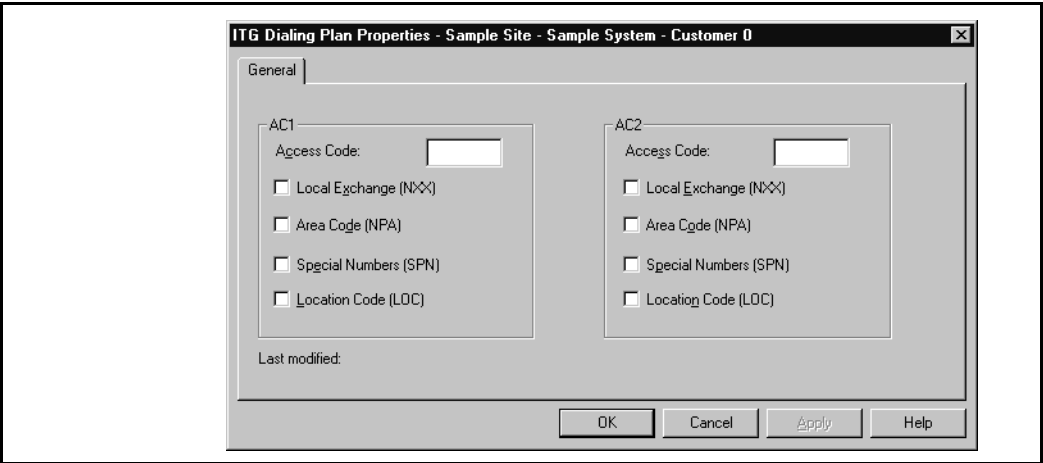 ITG Dialing Plan Properties - Sample Site - Sample System - Customer 0
General
AC1
Access Code:
Local Exchange (NXX)
Area Code (NPA)
Special Numbers (SPN)
Location Code (LOC)
AC2
Access Code:
Local Exchange (NXX)
Area Code (NPA)
Special Numbers (SPN)
Location Code (LOC)
Last modified:
OK Cancel Apply Help